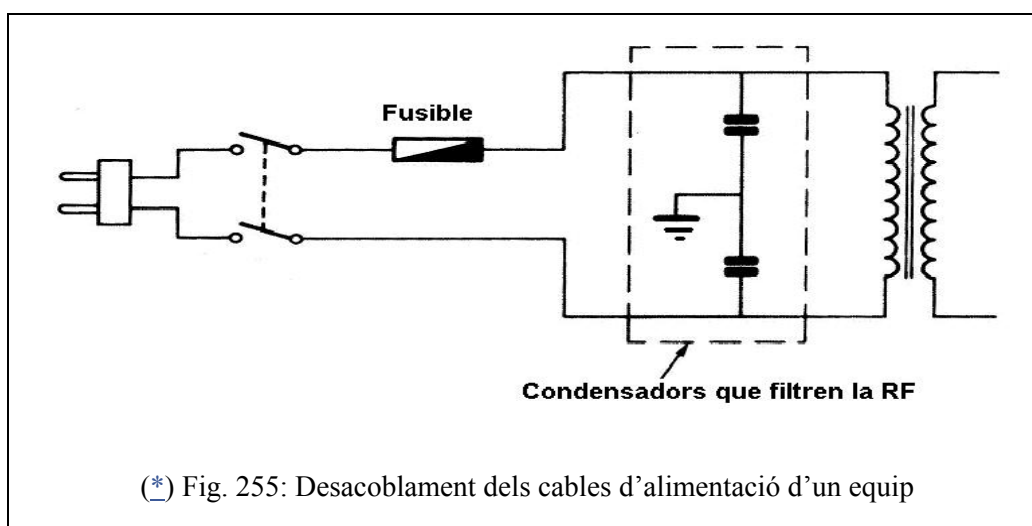 Fusible
Condensadors que filtren la RF
(*) Fig. 255: Desacoblament dels cables d’alimentació d’un equip